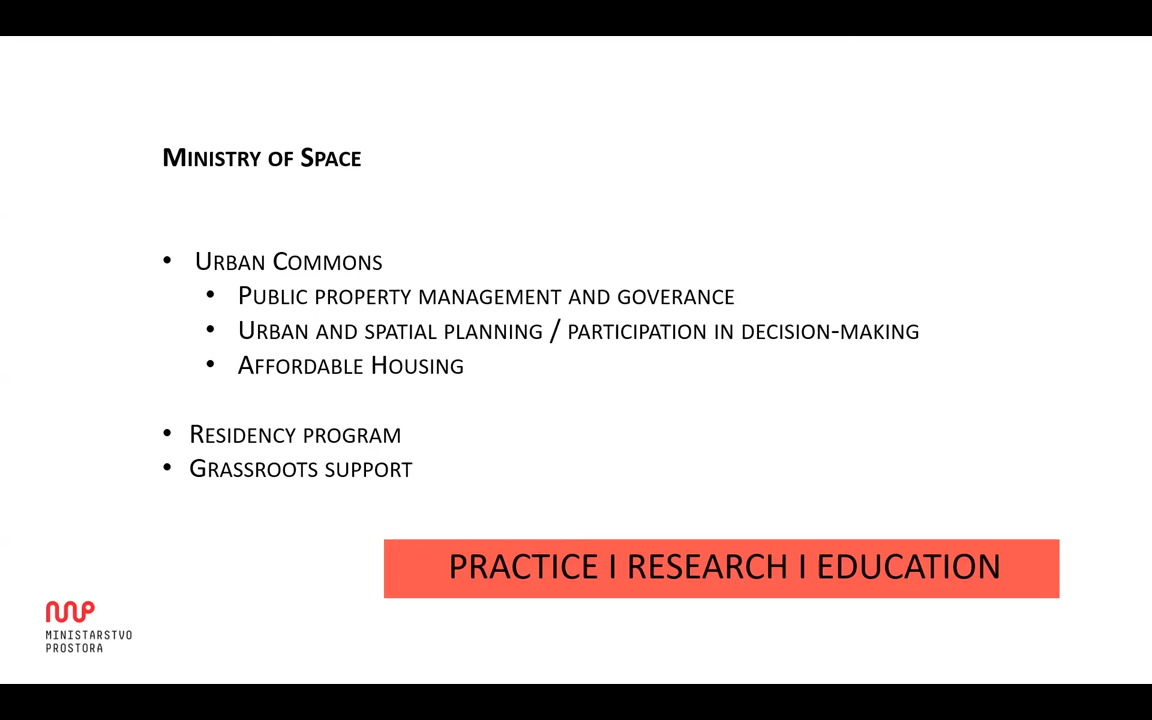 Ministry of Space
• Urban Commons
• Public property management and goverance
• Urban and spatial planning / participation in decision-making
• Affordable Housing
• Residency program
• Grassroots support
PRACTICE I RESEARCH I EDUCATION
MINISTARSTVO
PROSTORA